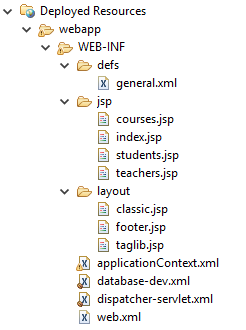 Deployed Resources
webapp
WEB-INF
defs
general.xml
jsp
courses.jsp
index.jsp
students.jsp
teachers.jsp
layout
classic.jsp
footer.jsp
taglib.jsp
applicationContext.xml
database-dev.xml
dispatcher-servlet.xml
web.xml